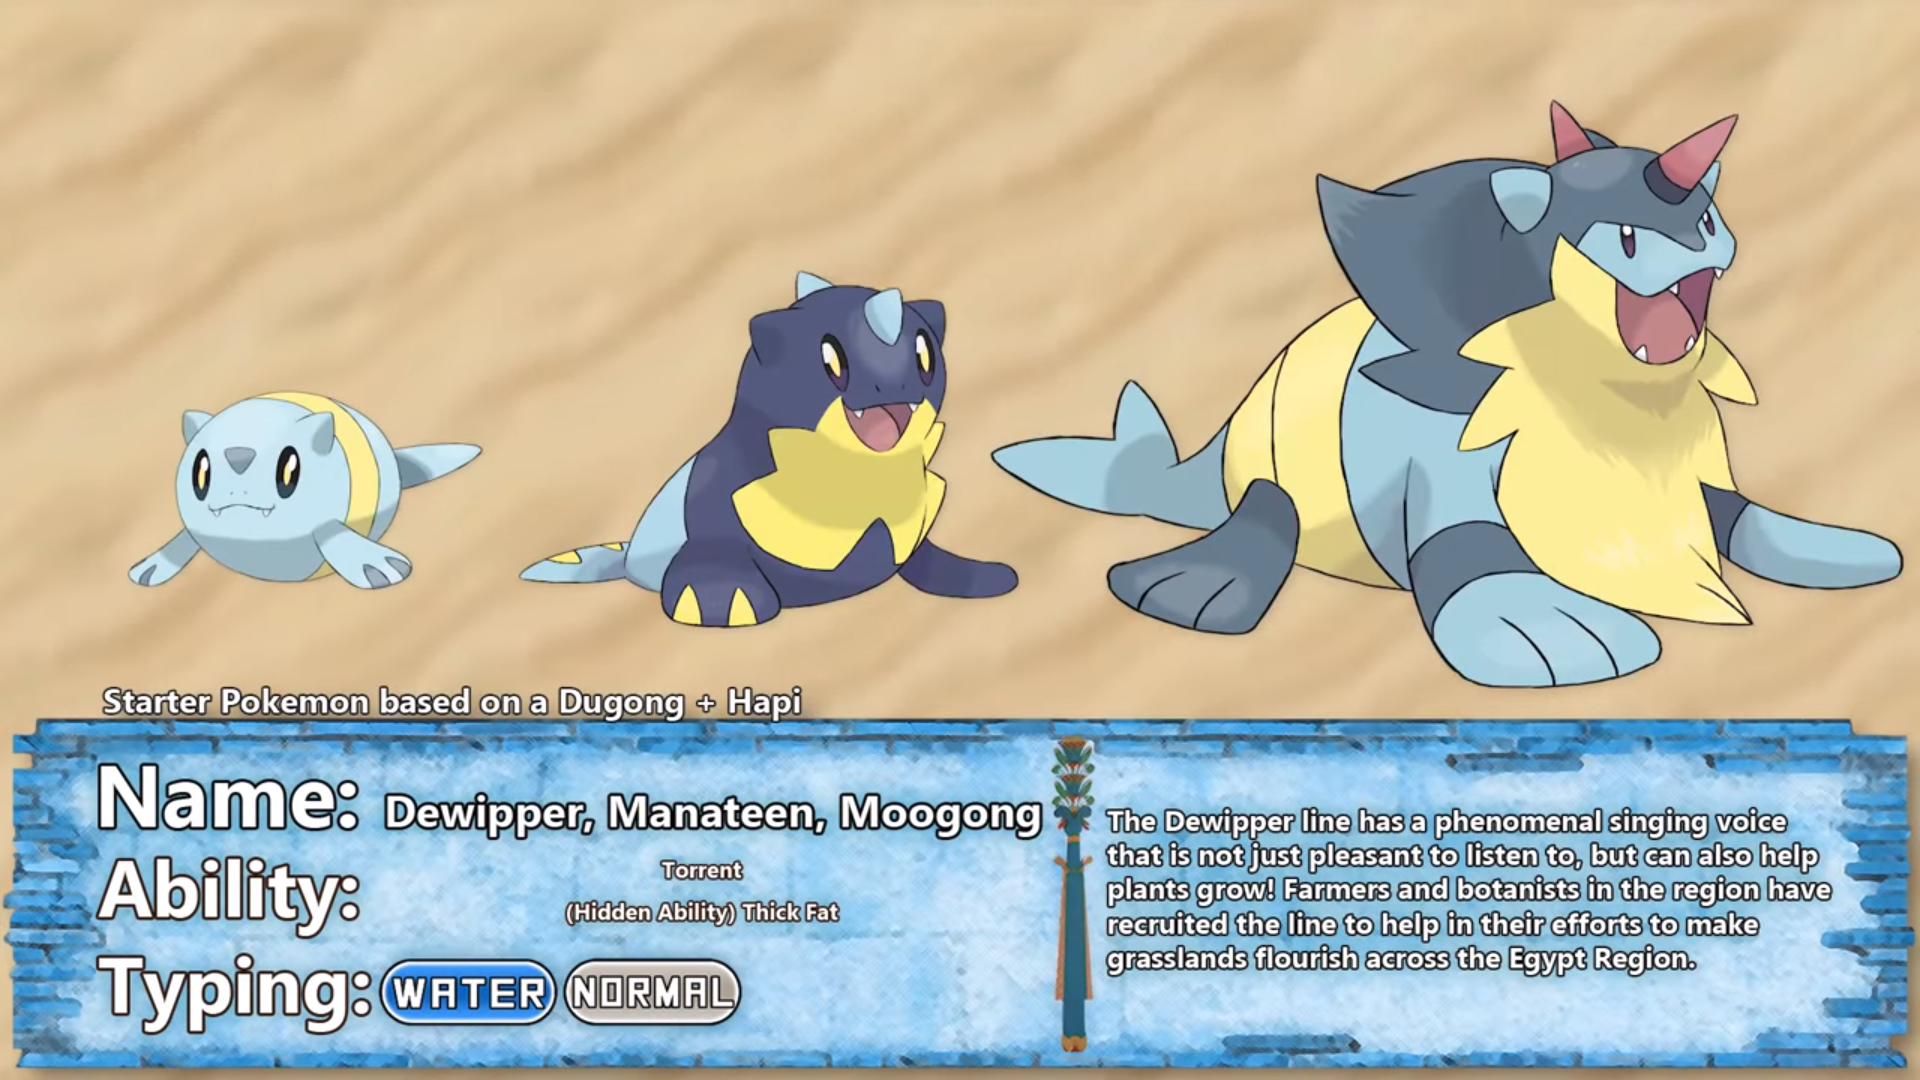 Starter Pokemon based on a Dugong + Hapi
Name: Dewipper, Manateen, Moogong
Ability: Torrent
(Hidden Ability) Thick Fat
Typing: WATER NORMAL
The Dewipper line has a phenomenal singing voice
that is not just pleasant to listen to, but can also help
plants grow! Farmers and botanists in the region have
recruited the line to help in their efforts to make
grasslands flourish across the Egypt Region.